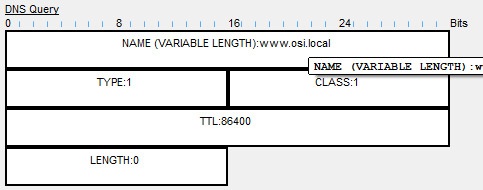 DNS Query
0 8 16 24 Bits
NAME (VARIABLE LENGTH):www.osi.local
NAME (VARIABLE LENGTH):w
TYPE:1 CLASS:1
TTL:86400
LENGTH:0